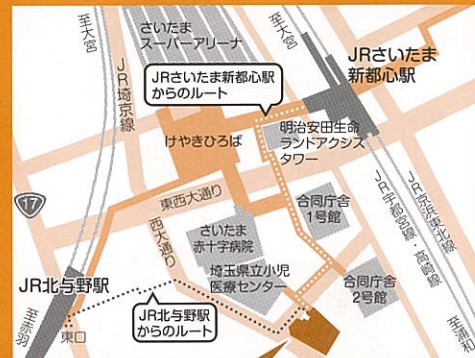 至大宮
さいたま
スーパーアリーナ
至大宮
JRさいたま
新都心駅
JR埼京線
JRさいたま新都心駅
からのルート
けやきひろば
明治安田生命
ランドアクシス
タワー
17
東西大通り
西大通り
さいたま
赤十字病院
合同庁舎
1号館
JR宇都宮線・高崎線
JR京浜東北線
埼玉県立小児
医療センター
合同庁舎
2号館
JR北与野駅
至赤羽
東口
JR北与野駅
からのルート
至浦和